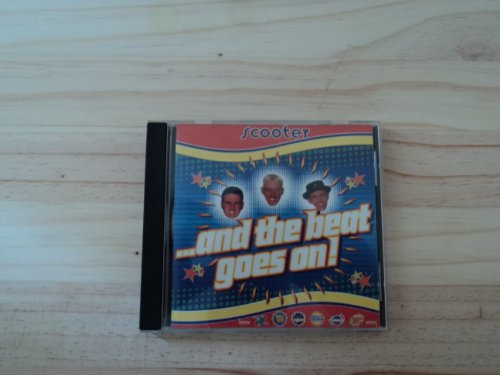 scooter
...and the beat
goes on!